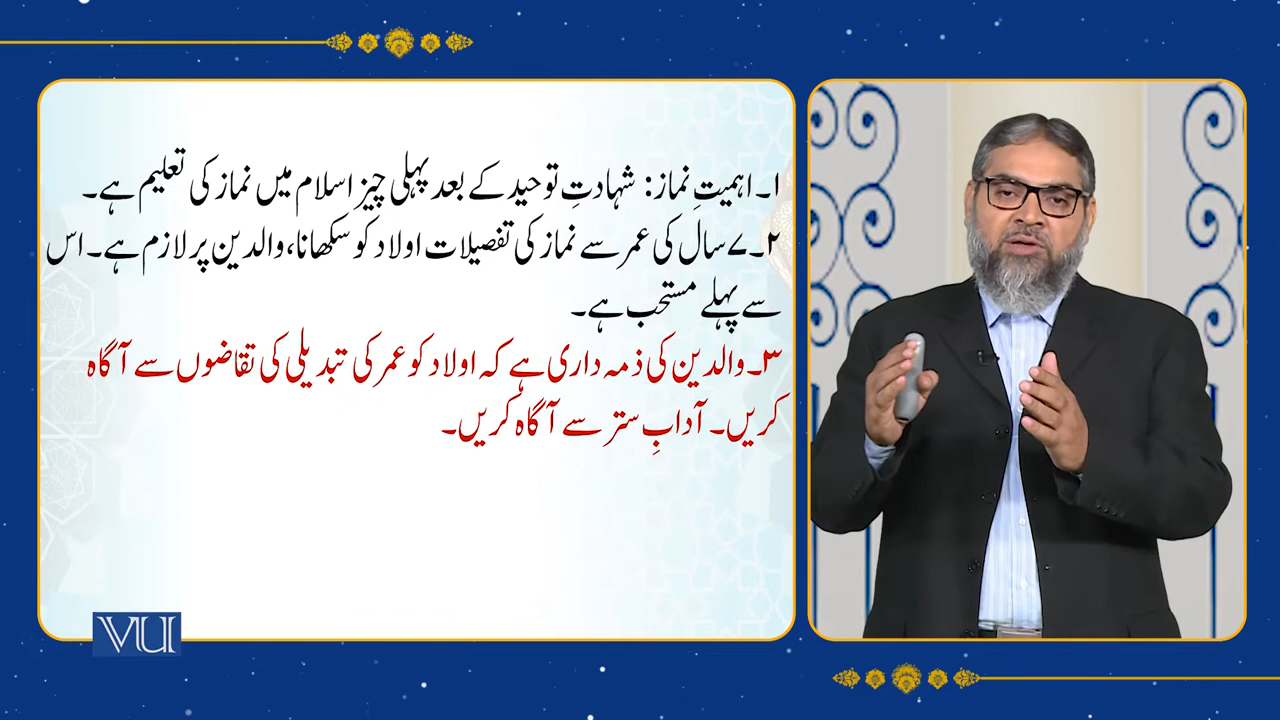 ۱۔ اہمیتِ نماز: شہادتِ توحید کے بعد پہلی چیز اسلام میں نماز کی تعلیم ہے۔
۲۔ ۷ سال کی عمر سے نماز کی تفصیلات اولاد کو سکھانا، والدین پر لازم ہے۔ اس
سے پہلے مستحب ہے۔
۳۔ والدین کی ذمہ داری ہے کہ اولاد کو عمر کی تبدیلی کی تقاضوں سے آگاہ
کریں۔ آدابِ ستر سے آگاہ کریں۔
VU